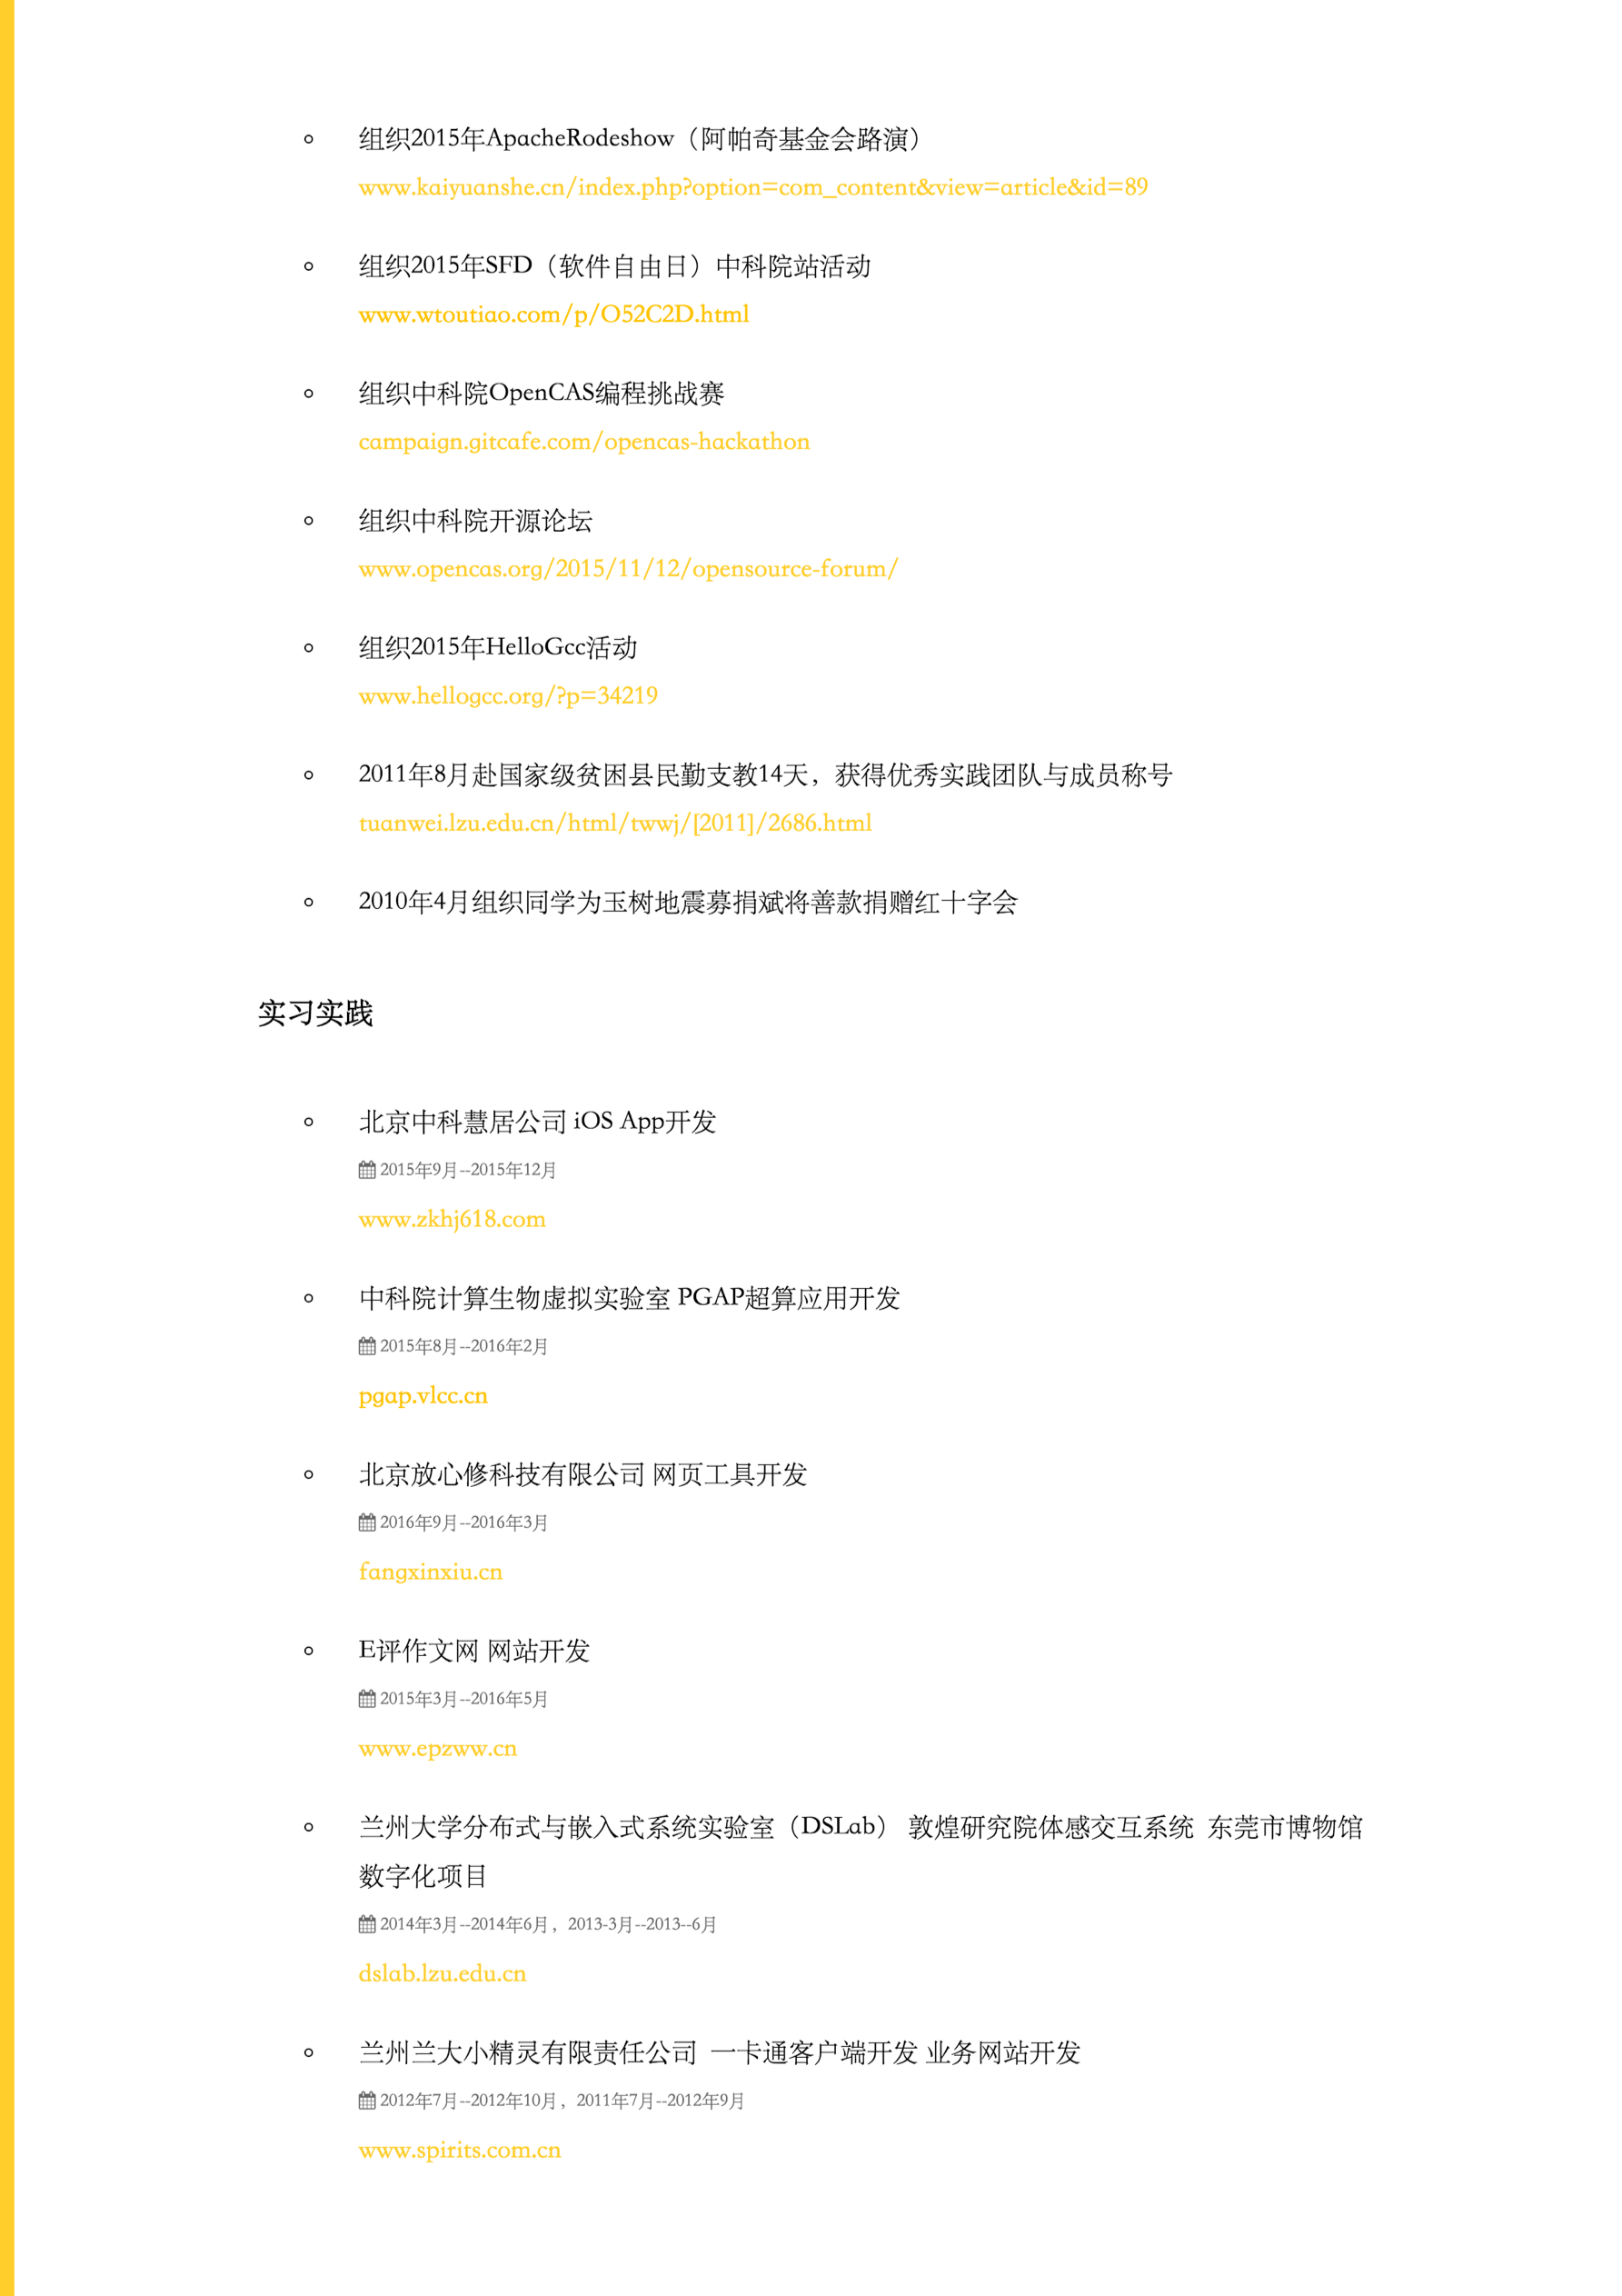 组织2015年ApacheRodeshow（阿帕奇基金会路演）
www.kaiyuanshe.cn/index.php?option=com_content&view=article&id=89
组织2015年SFD（软件自由日）中科院站活动
www.wtoutiao.com/p/O52C2D.html
组织中科院OpenCAS编程挑战赛
campaign.gitcafe.com/opencas-hackathon
组织中科院开源论坛
www.opencas.org/2015/11/12/opensource-forum/
组织2015年HelloGcc活动
www.hellogcc.org/?p=34219
2011年8月赴国家级贫困县民勤支教14天，获得优秀实践团队与成员称号
tuanwei.lzu.edu.cn/html/twwj/[2011]/2686.html
2010年4月组织同学为玉树地震募捐斌将善款捐赠红十字会
实习实践
北京中科慧居公司 iOS App开发
2015年9月--2015年12月
www.zkhj618.com
中科院计算生物虚拟实验室 PGAP超算应用开发
2015年8月--2016年2月
pgap.vlcc.cn
北京放心修科技有限公司 网页工具开发
2016年9月--2016年3月
fangxinxiu.cn
E评作文网 网站开发
2015年3月--2016年5月
www.epzww.cn
兰州大学分布式与嵌入式系统实验室（DSLab） 敦煌研究院体感交互系统 东莞市博物馆
数字化项目
2014年3月--2014年6月，2013-3月--2013--6月
dslab.lzu.edu.cn
兰州兰大小精灵有限责任公司 一卡通客户端开发 业务网站开发
2012年7月--2012年10月，2011年7月--2012年9月
www.spirits.com.cn